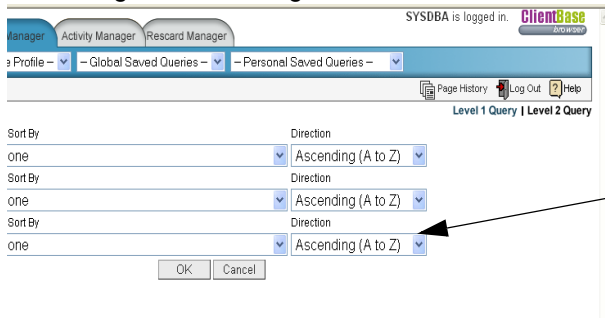 SYSDBA is logged in. ClientBase
browser
Manager Activity Manager Rescard Manager
e Profile – – Global Saved Queries – – Personal Saved Queries –
Page History Log Out ? Help
Level 1 Query | Level 2 Query
Sort By Direction
one Ascending (A to Z)
Sort By Direction
one Ascending (A to Z)
Sort By Direction
one Ascending (A to Z)
OK Cancel